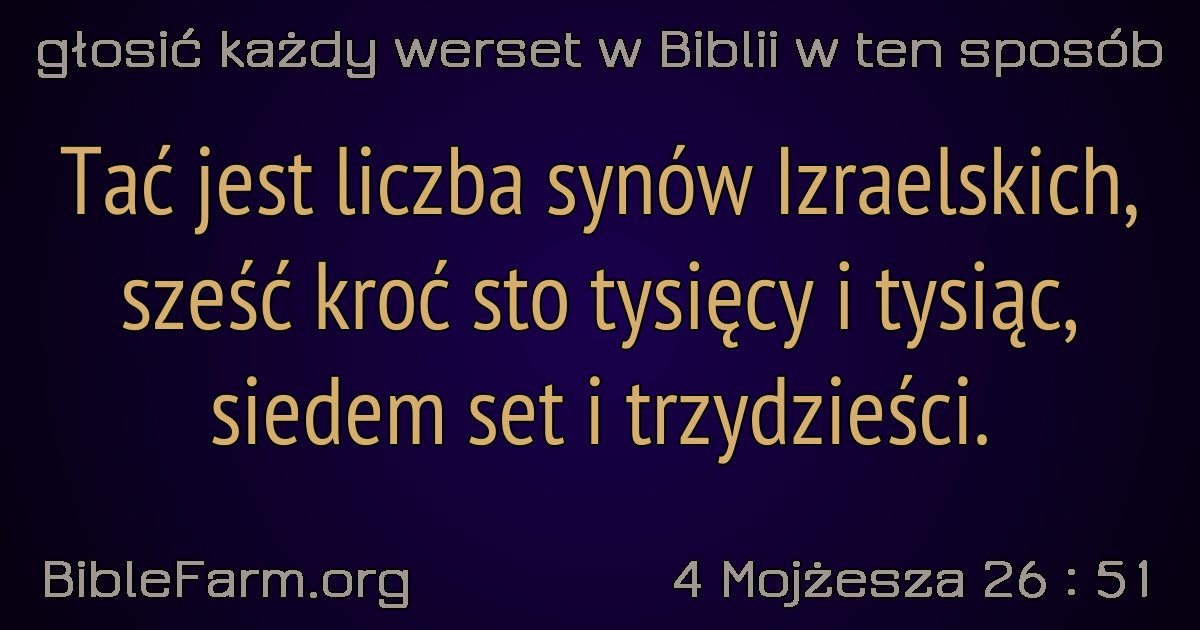 głosić każdy werset w Biblii w ten sposób
Tać jest liczba synów Izraelskich,
sześć kroć sto tysięcy i tysiąc,
siedem set i trzydzieści.
BibleFarm.org
4 Mojżesza 26 : 51